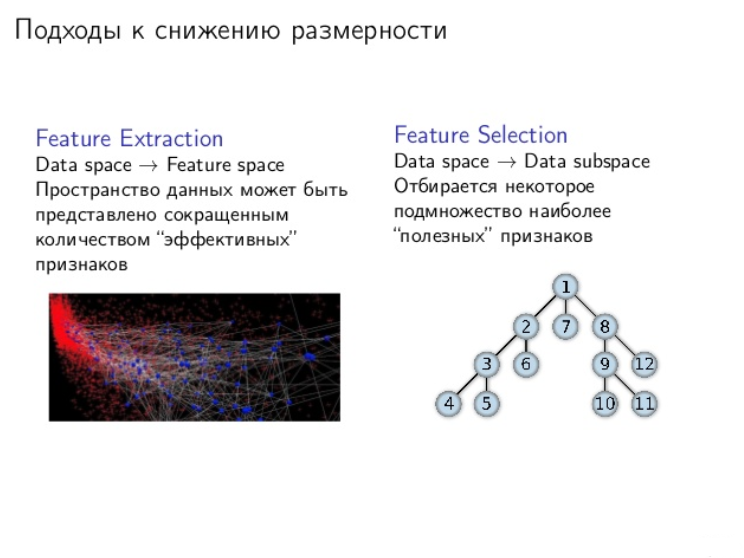 Подходы к снижению размерности
Feature Extraction
Data space → Feature space
Пространство данных может быть
представлено сокращенным
количеством “эффективных”
признаков
Feature Selection
Data space → Data subspace
Отбирается некоторое
подмножество наиболее
“полезных” признаков
1
2 7 8
3 6 9 12
4 5 10 11